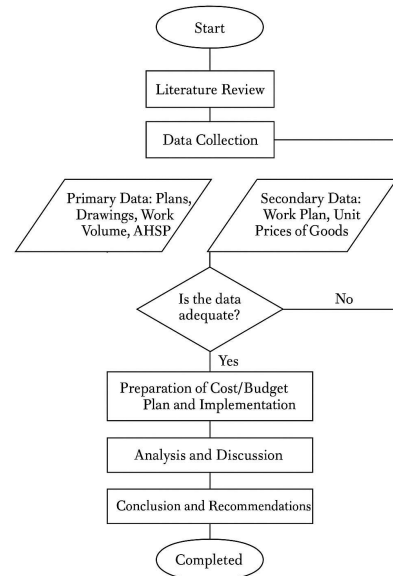 Start
Literature Review
Data Collection
Primary Data: Plans,
Drawings, Work
Volume, AHSP
Secondary Data:
Work Plan, Unit
Prices of Goods
Is the data
adequate?
No
Yes
Preparation of Cost/Budget
Plan and Implementation
Analysis and Discussion
Conclusion and Recommendations
Completed